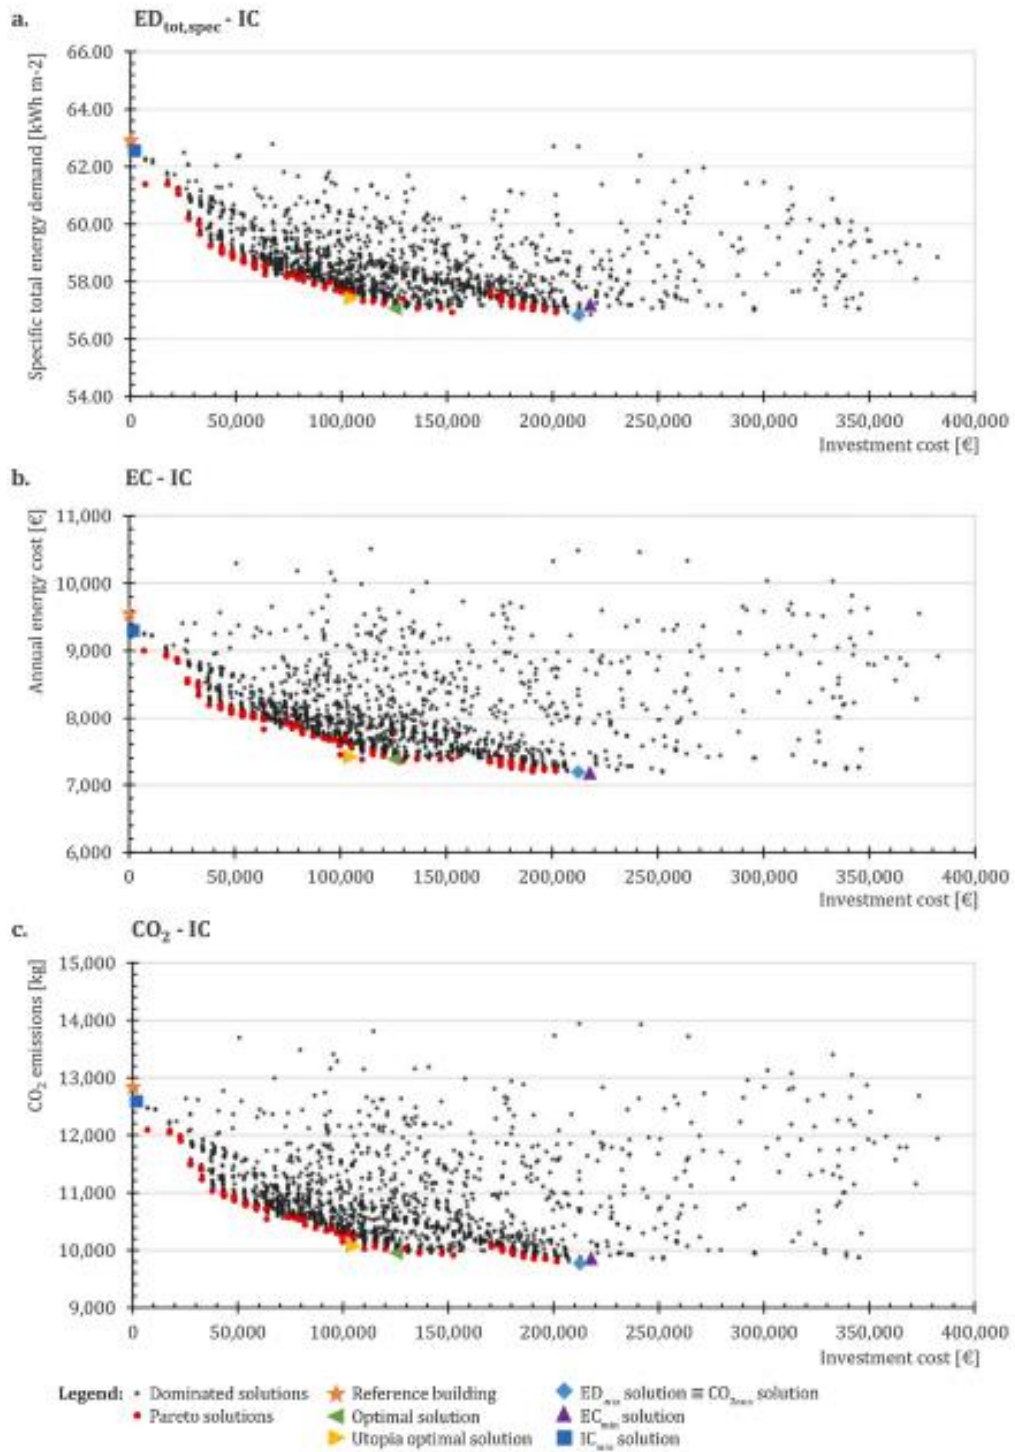 a.
ED_tot,spec - IC
Specific total energy demand [kWh m-2]
66.00
64.00
62.00
60.00
58.00
56.00
54.00
0 50,000 100,000 150,000 200,000 250,000 300,000 350,000 400,000
Investment cost [€]
b.
EC - IC
Annual energy cost [€]
11,000
10,000
9,000
8,000
7,000
6,000
0 50,000 100,000 150,000 200,000 250,000 300,000 350,000 400,000
Investment cost [€]
c.
CO₂ - IC
CO₂ emissions [kg]
15,000
14,000
13,000
12,000
11,000
10,000
9,000
0 50,000 100,000 150,000 200,000 250,000 300,000 350,000 400,000
Investment cost [€]
Legend: Dominated solutions Reference building ED solution ≡ CO solution
Pareto solutions Optimal solution EC_min solution
Utopia optimal solution IC solution